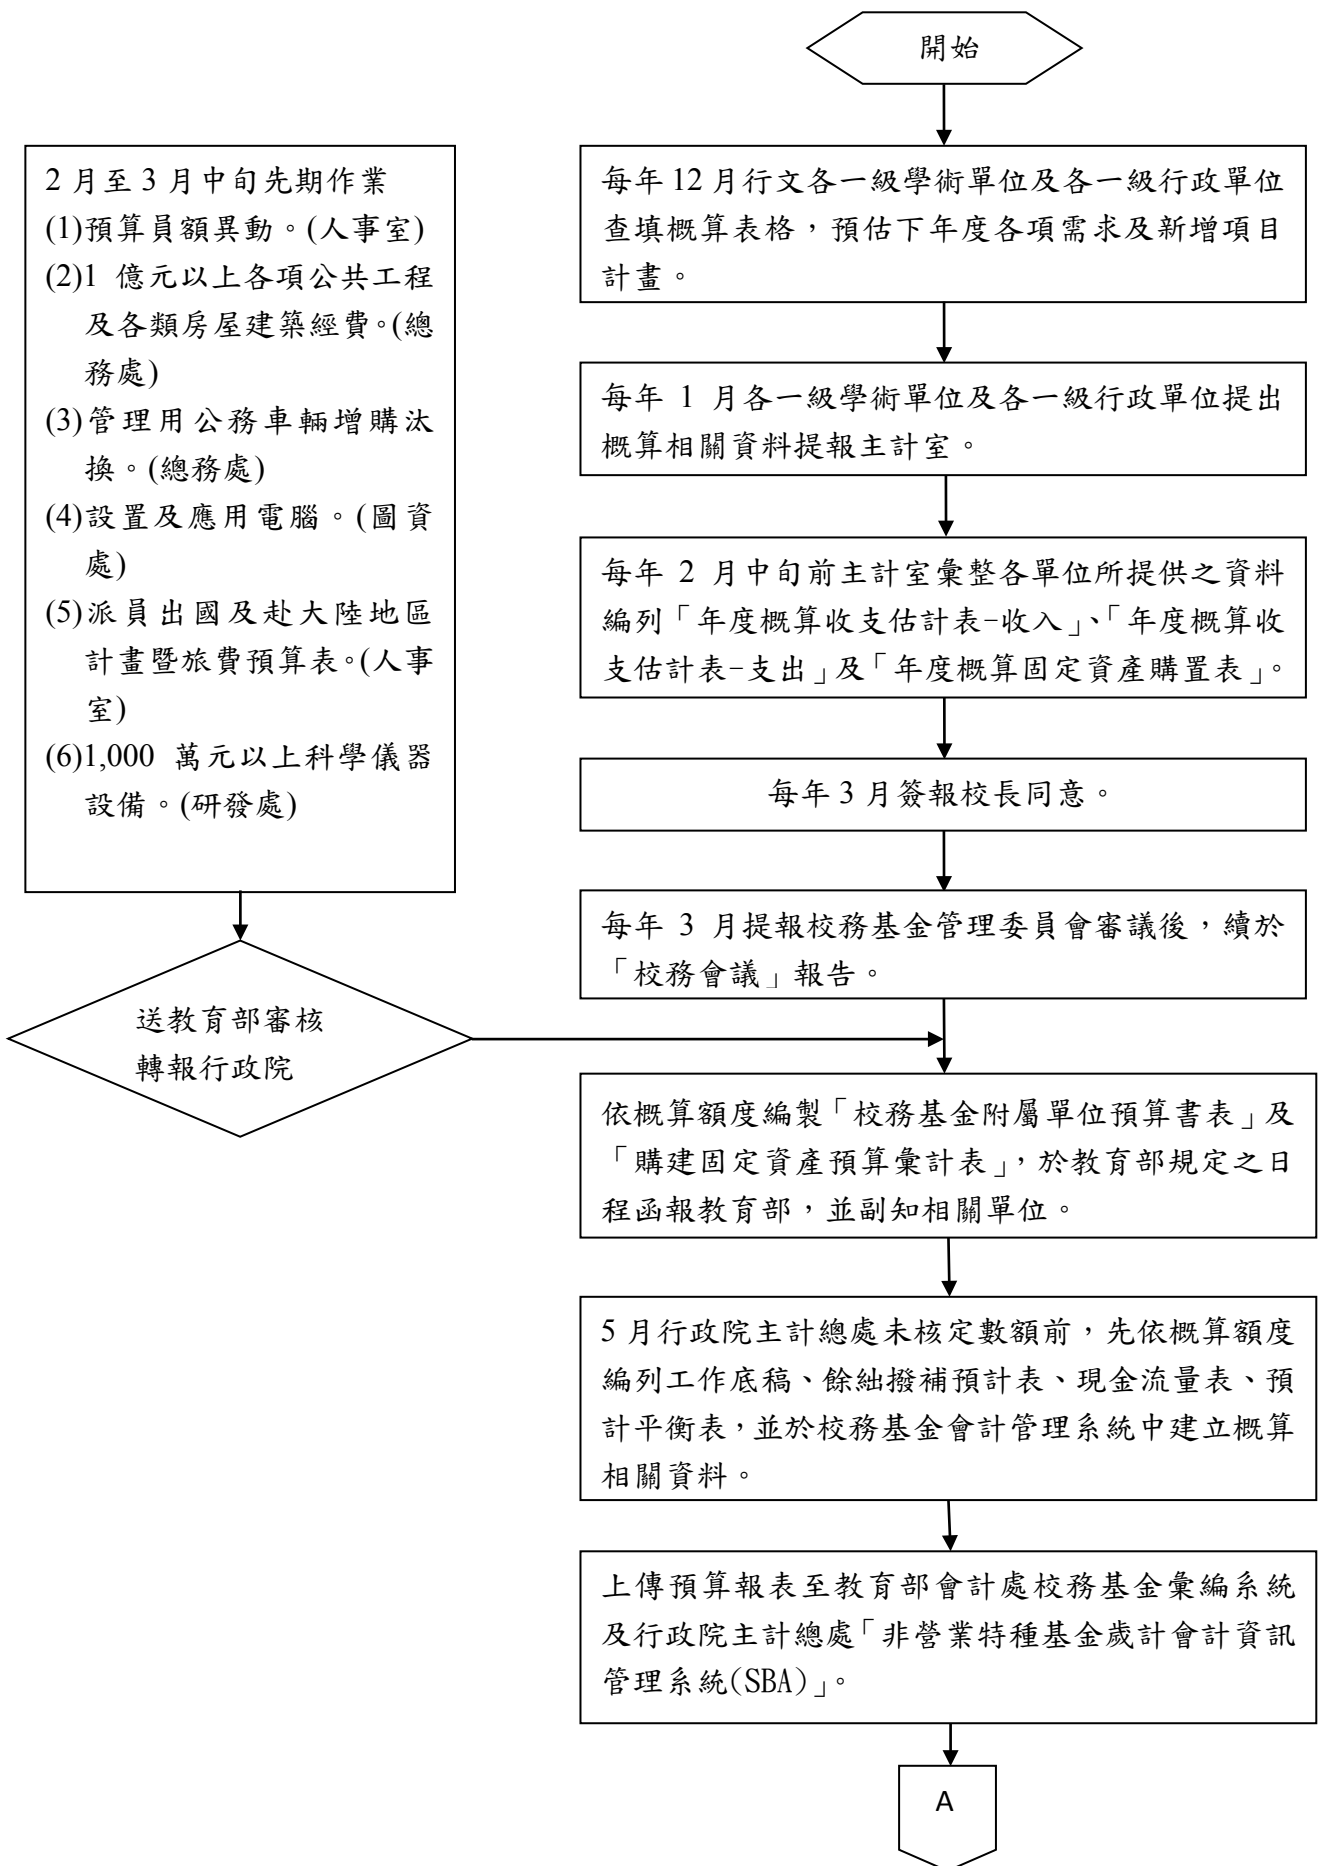 開始
2 月至 3 月中旬先期作業
(1)預算員額異動。(人事室)
(2)1 億元以上各項公共工程
及各類房屋建築經費。(總
務處)
(3)管理用公務車輛增購汰
換。(總務處)
(4)設置及應用電腦。(圖資
處)
(5)派員出國及赴大陸地區
計畫暨旅費預算表。(人事
室)
(6)1,000 萬元以上科學儀器
設備。(研發處)
送教育部審核
轉報行政院
每年 12 月行文各一級學術單位及各一級行政單位
查填概算表格，預估下年度各項需求及新增項目
計畫。
每年 1 月各一級學術單位及各一級行政單位提出
概算相關資料提報主計室。
每年 2 月中旬前主計室彙整各單位所提供之資料
編列「年度概算收支估計表-收入」、「年度概算收
支估計表-支出」及「年度概算固定資產購置表」。
每年 3 月簽報校長同意。
每年 3 月提報校務基金管理委員會審議後，續於
「校務會議」報告。
依概算額度編製「校務基金附屬單位預算書表」及
「購建固定資產預算彙計表」，於教育部規定之日
程函報教育部，並副知相關單位。
5 月行政院主計總處未核定數額前，先依概算額度
編列工作底稿、餘絀撥補預計表、現金流量表、預
計平衡表，並於校務基金會計管理系統中建立概算
相關資料。
上傳預算報表至教育部會計處校務基金彙編系統
及行政院主計總處「非營業特種基金歲計會計資訊
管理系統(SBA)」。
A